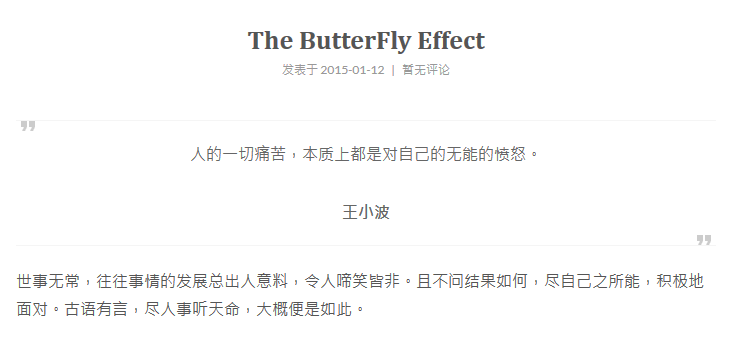 The ButterFly Effect
发表于 2015-01-12 | 暂无评论
人的一切痛苦，本质上都是对自己的无能的愤怒。
王小波
世事无常，往往事情的发展总出人意料，令人啼笑皆非。且不问结果如何，尽自己之所能，积极地
面对。古语有言，尽人事听天命，大概便是如此。